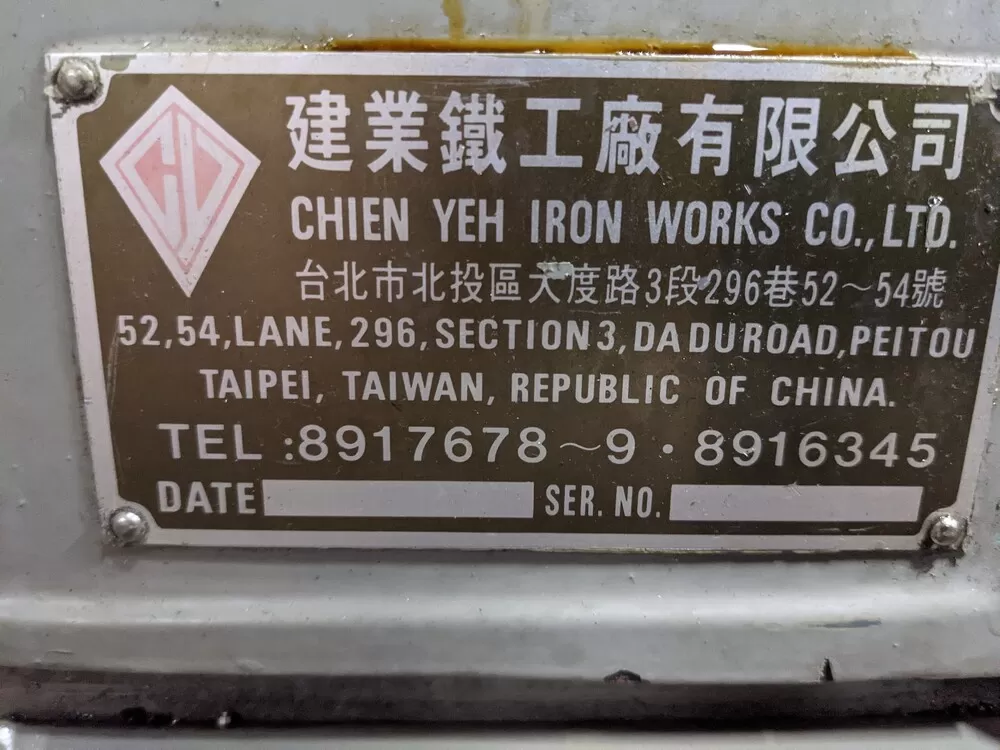 建業鐵工廠有限公司
CHIEN YEH IRON WORKS CO., LTD.
台北市北投區大度路3段296巷52～54號
52,54,LANE,296,SECTION3,DADUROAD,PEITOU
TAIPEI, TAIWAN, REPUBLIC OF CHINA.
TEL :8917678～9・8916345
DATE SER. NO.